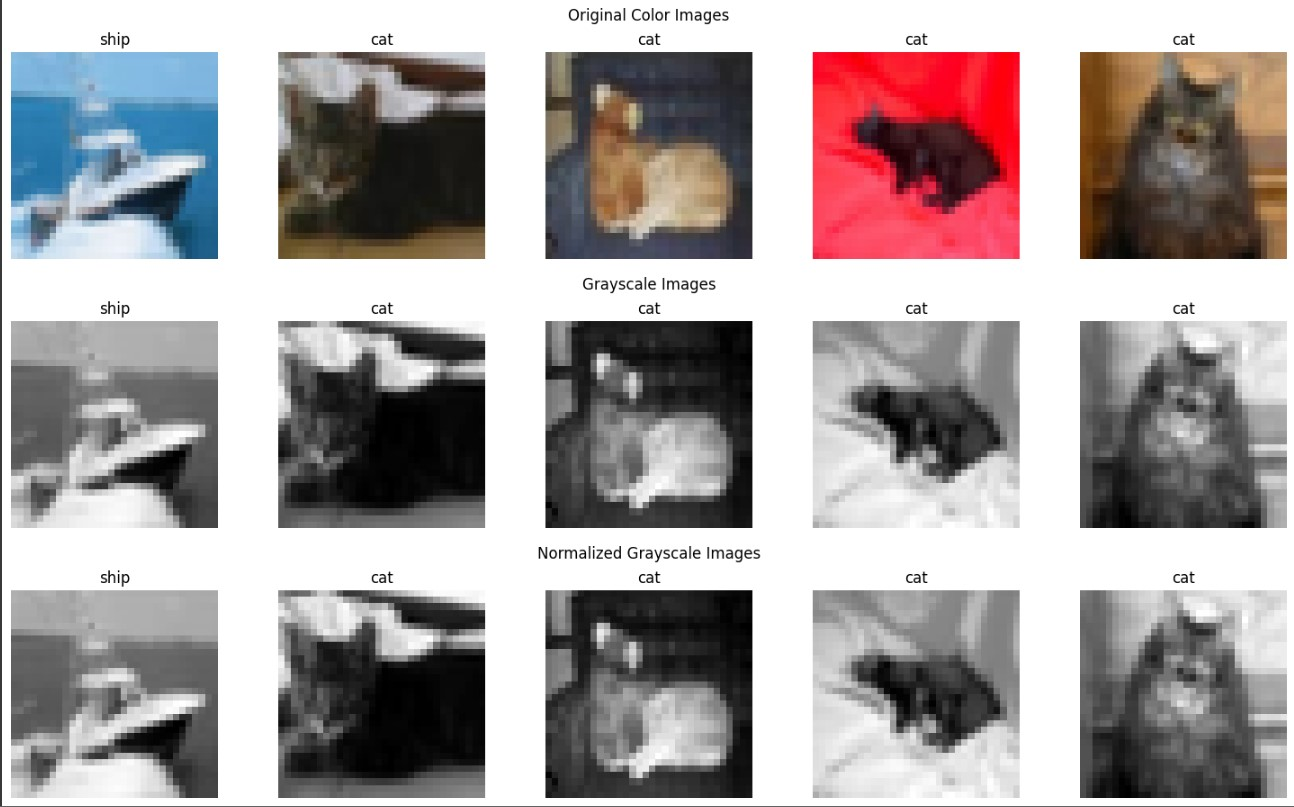 Original Color Images
ship cat cat cat cat
Grayscale Images
ship cat cat cat cat
Normalized Grayscale Images
ship cat cat cat cat